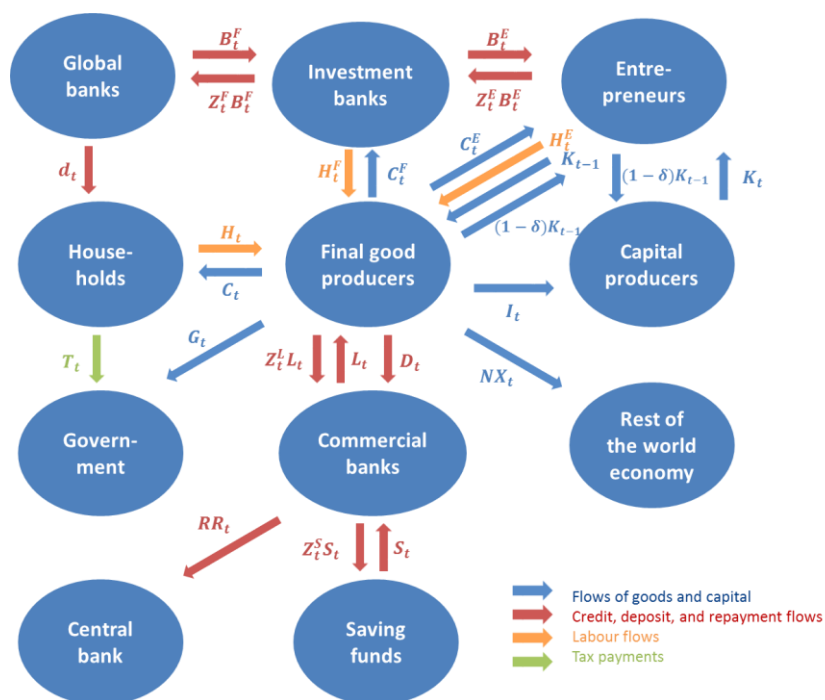 Global
banks
B_t^F
Z_t^F B_t^F
Investment
banks
B_t^E
Z_t^E B_t^E
Entre-
preneurs
d_t
H_t^F
C_t^F
C_t^E
H_t^E
K_{t-1}
(1 − δ)K_{t-1}
(1 − δ)K_{t-1}
K_t
House-
holds
H_t
C_t
Final good
producers
I_t
Capital
producers
T_t
G_t
Z_t^L L_t
L_t
D_t
NX_t
Govern-
ment
Commercial
banks
Rest of
the world
economy
RR_t
Z_t^S S_t
S_t
Central
bank
Saving
funds
Flows of goods and capital
Credit, deposit, and repayment flows
Labour flows
Tax payments